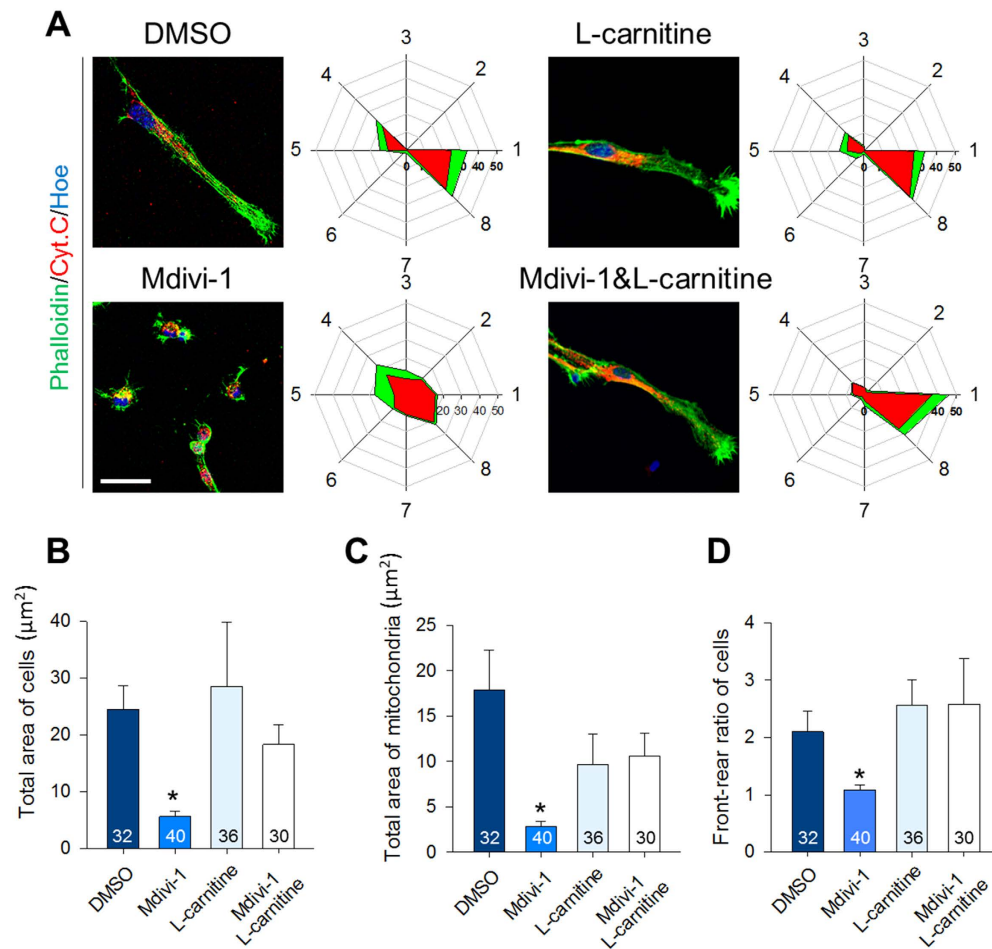 A
DMSO
L-carnitine
Phalloidin/Cyt.C/Hoe
3
4 2
5 1
0 40 50
6 8
7
3
4 2
5 1
0 40 50
6 8
7
Mdivi-1
Mdivi-1&L-carnitine
3
4 2
5 1
20 30 40 50
6 8
7
3
4 2
5 1
0 40 50
6 8
7
B
Total area of cells (μm²)
40
30
20
10
0
32 40 36 30
*
DMSO
Mdivi-1
L-carnitine
Mdivi-1
L-carnitine
C
Total area of mitochondria (μm²)
25
20
15
10
5
0
32 40 36 30
*
DMSO
Mdivi-1
L-carnitine
Mdivi-1
L-carnitine
D
Front-rear ratio of cells
4
3
2
1
0
32 40 36 30
*
DMSO
Mdivi-1
L-carnitine
Mdivi-1
L-carnitine